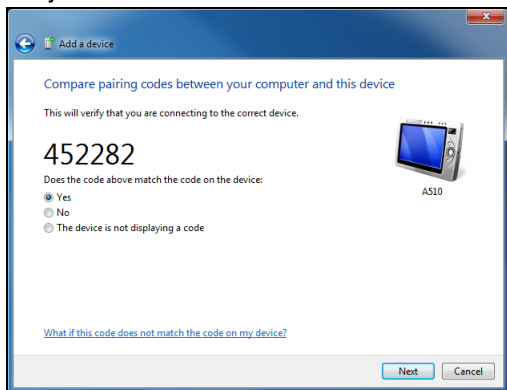 Add a device
Compare pairing codes between your computer and this device
This will verify that you are connecting to the correct device.
452282
Does the code above match the code on the device:
A510
Yes
No
The device is not displaying a code
What if this code does not match the code on my device?
Next Cancel